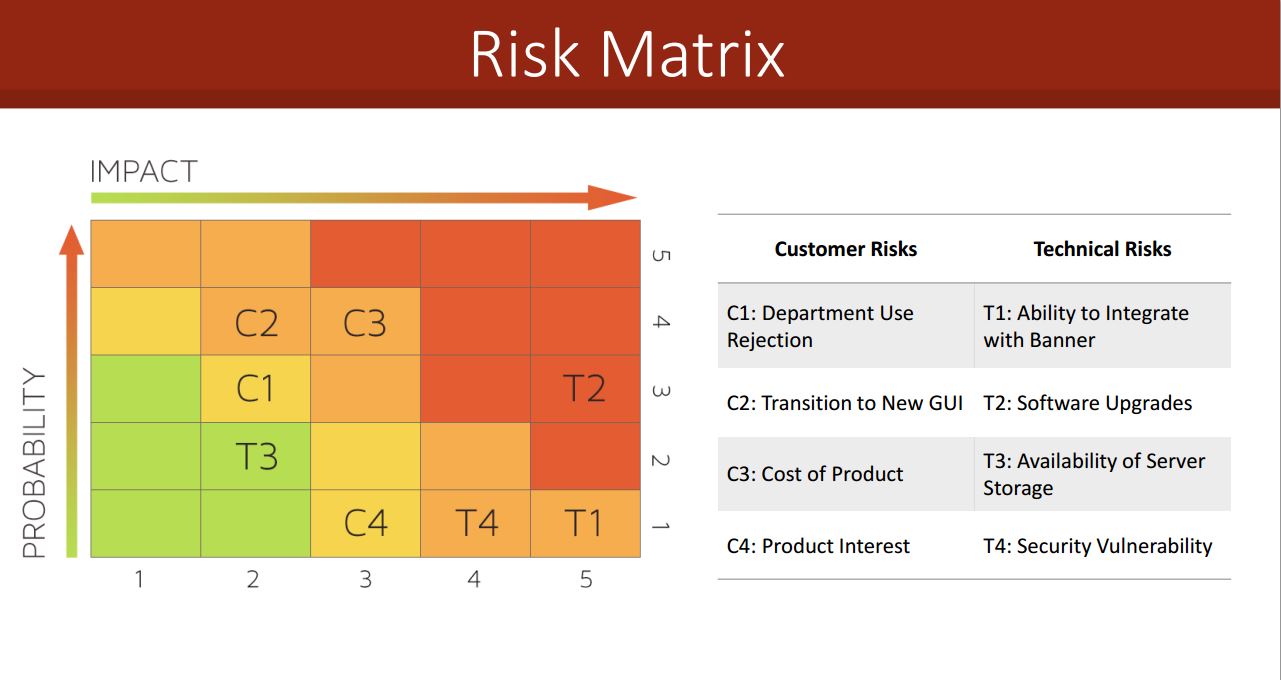 Risk Matrix
IMPACT
PROBABILITY
5
C2 C3 4
C1 T2 3
T3 2
C4 T4 T1 1
1 2 3 4 5
Customer Risks Technical Risks
C1: Department Use
Rejection
T1: Ability to Integrate
with Banner
C2: Transition to New GUI
T2: Software Upgrades
C3: Cost of Product
T3: Availability of Server
Storage
C4: Product Interest
T4: Security Vulnerability